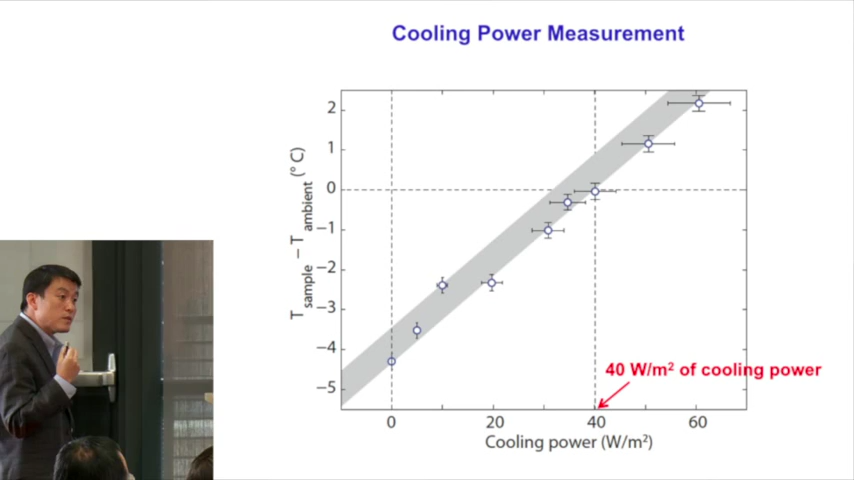 Cooling Power Measurement
T sample – T ambient (° C)
2
1
0
−1
−2
−3
−4
−5
40 W/m² of cooling power
0 20 40 60
Cooling power (W/m²)